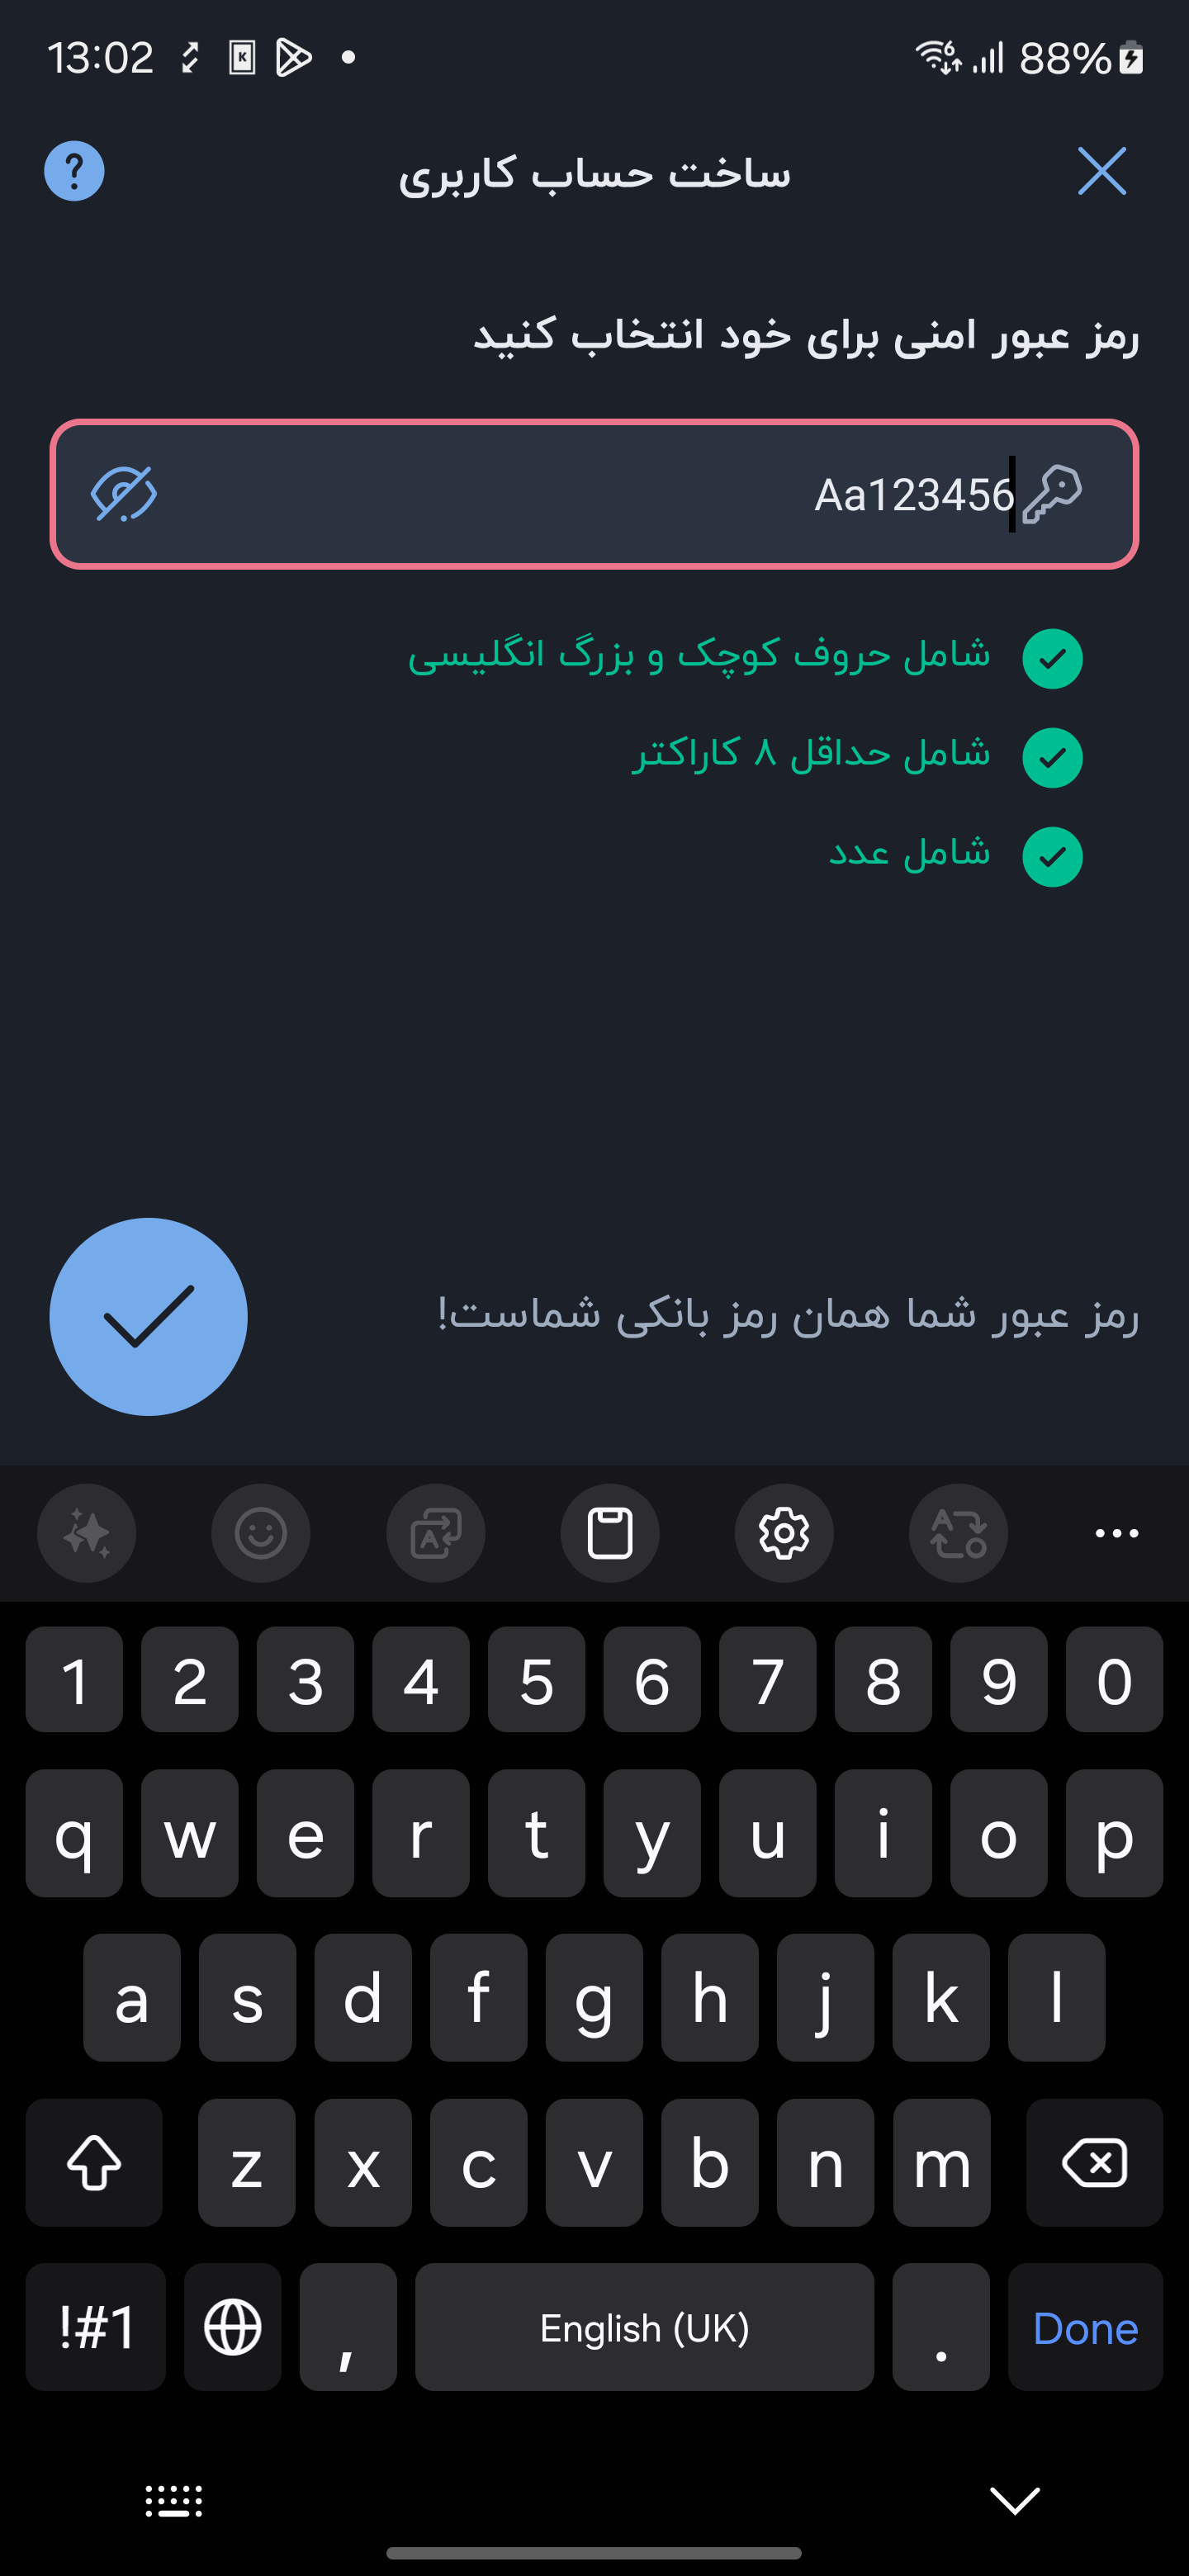 13:02 K 6 88%
? ساخت حساب کاربری
رمز عبور امنی برای خود انتخاب کنید
Aa123456
شامل حروف کوچک و بزرگ انگلیسی
شامل حداقل ۸ کاراکتر
شامل عدد
رمز عبور شما همان رمز بانکی شماست!
1 2 3 4 5 6 7 8 9 0
q w e r t y u i o p
a s d f g h j k l
z x c v b n m
!#1 , English (UK) . Done